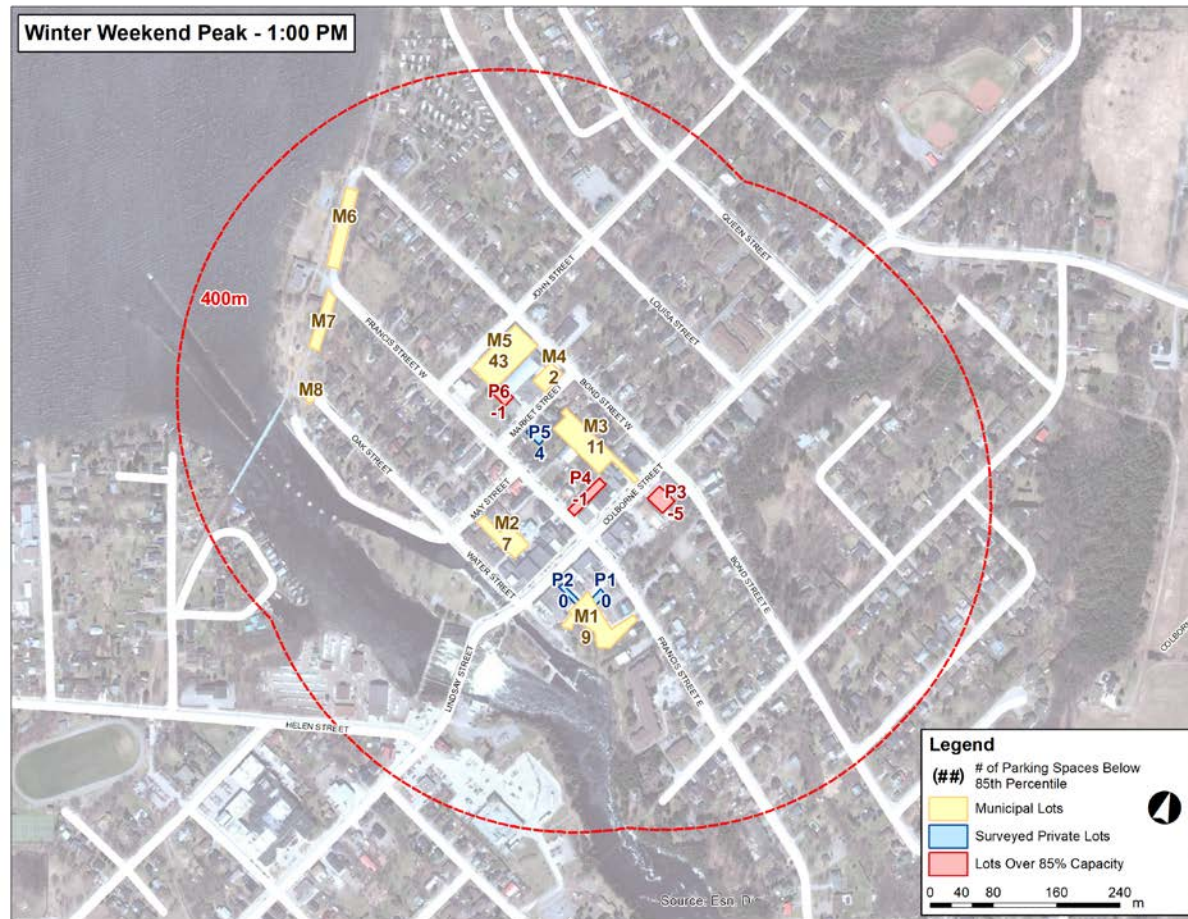 Winter Weekend Peak - 1:00 PM
M6
400m
M7
M8
JOHN STREET
QUEEN STREET
LOUISA STREET
FRANCIS STREET W
M5
43
M4
2
P6
-1
MARKET STREET
BOND STREET W
P5
4
M3
11
OAK STREET
P4
-1
COLBORNE STREET
P3
-5
MAY STREET
M2
7
WATER STREET
BOND STREET E
P2
0
P1
0
M1
9
FRANCIS STREET E
LINDSAY STREET
HELEN STREET
Source: Esri, D
Legend
(##) # of Parking Spaces Below
85th Percentile
Municipal Lots
Surveyed Private Lots
Lots Over 85% Capacity
0 40 80 160 240
m